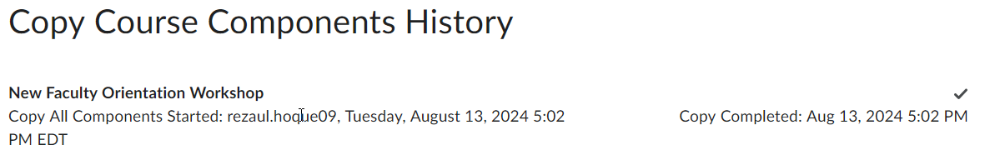 Copy Course Components History
New Faculty Orientation Workshop
Copy All Components Started: rezaul.hoque09, Tuesday, August 13, 2024 5:02
PM EDT
Copy Completed: Aug 13, 2024 5:02 PM